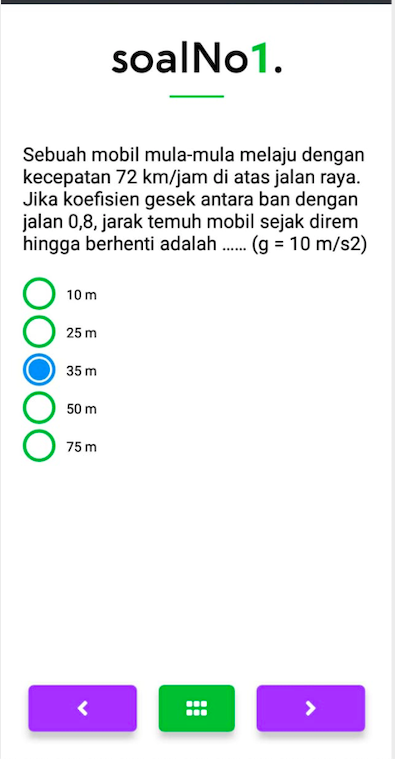 soalNo1.
Sebuah mobil mula-mula melaju dengan
kecepatan 72 km/jam di atas jalan raya.
Jika koefisien gesek antara ban dengan
jalan 0,8, jarak temuh mobil sejak direm
hingga berhenti adalah ...... (g = 10 m/s2)
10 m
25 m
35 m
50 m
75 m